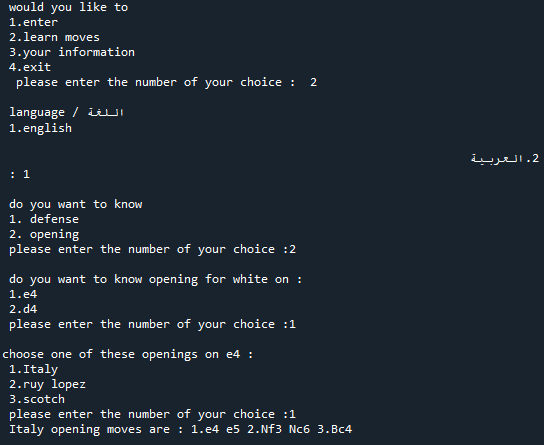 would you like to
1.enter
2.learn moves
3.your information
4.exit
please enter the number of your choice :  2
language / اللغة
1.english
2.العربية
: 1
do you want to know
1. defense
2. opening
please enter the number of your choice :2
do you want to know opening for white on :
1.e4
2.d4
please enter the number of your choice :1
choose one of these openings on e4 :
1.Italy
2.ruy lopez
3.scotch
please enter the number of your choice :1
Italy opening moves are : 1.e4 e5 2.Nf3 Nc6 3.Bc4